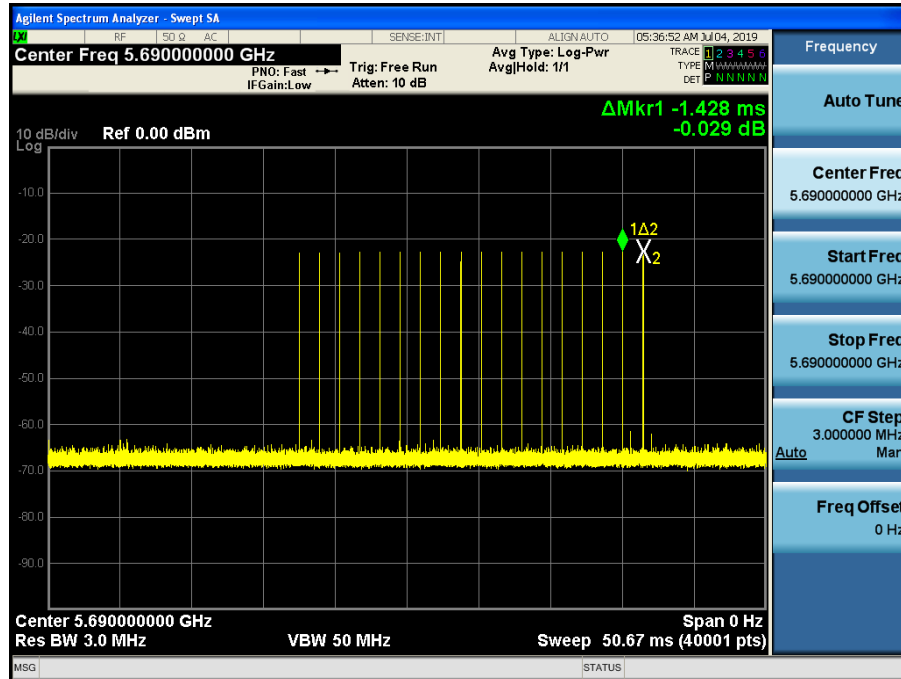 Agilent Spectrum Analyzer - Swept SA
LXI RF 50 Ω AC SENSE:INT ALIGN AUTO 05:36:52 AM Jul 04, 2019
Center Freq 5.690000000 GHz
PNO: Fast
IFGain:Low
Trig: Free Run
Atten: 10 dB
Avg Type: Log-Pwr
Avg|Hold: 1/1
TRACE 1 2 3 4 5 6
TYPE M WWWWW
DET P N N N N N
ΔMkr1 -1.428 ms
-0.029 dB
10 dB/div Ref 0.00 dBm
Log
-10.0
-20.0
-30.0
-40.0
-50.0
-60.0
-70.0
-80.0
-90.0
1Δ2
X2
Center 5.690000000 GHz Span 0 Hz
Res BW 3.0 MHz VBW 50 MHz Sweep 50.67 ms (40001 pts)
MSG STATUS
Frequency
Auto Tune
Center Freq
5.690000000 GHz
Start Freq
5.690000000 GHz
Stop Freq
5.690000000 GHz
CF Step
3.000000 MHz
Auto Man
Freq Offset
0 Hz